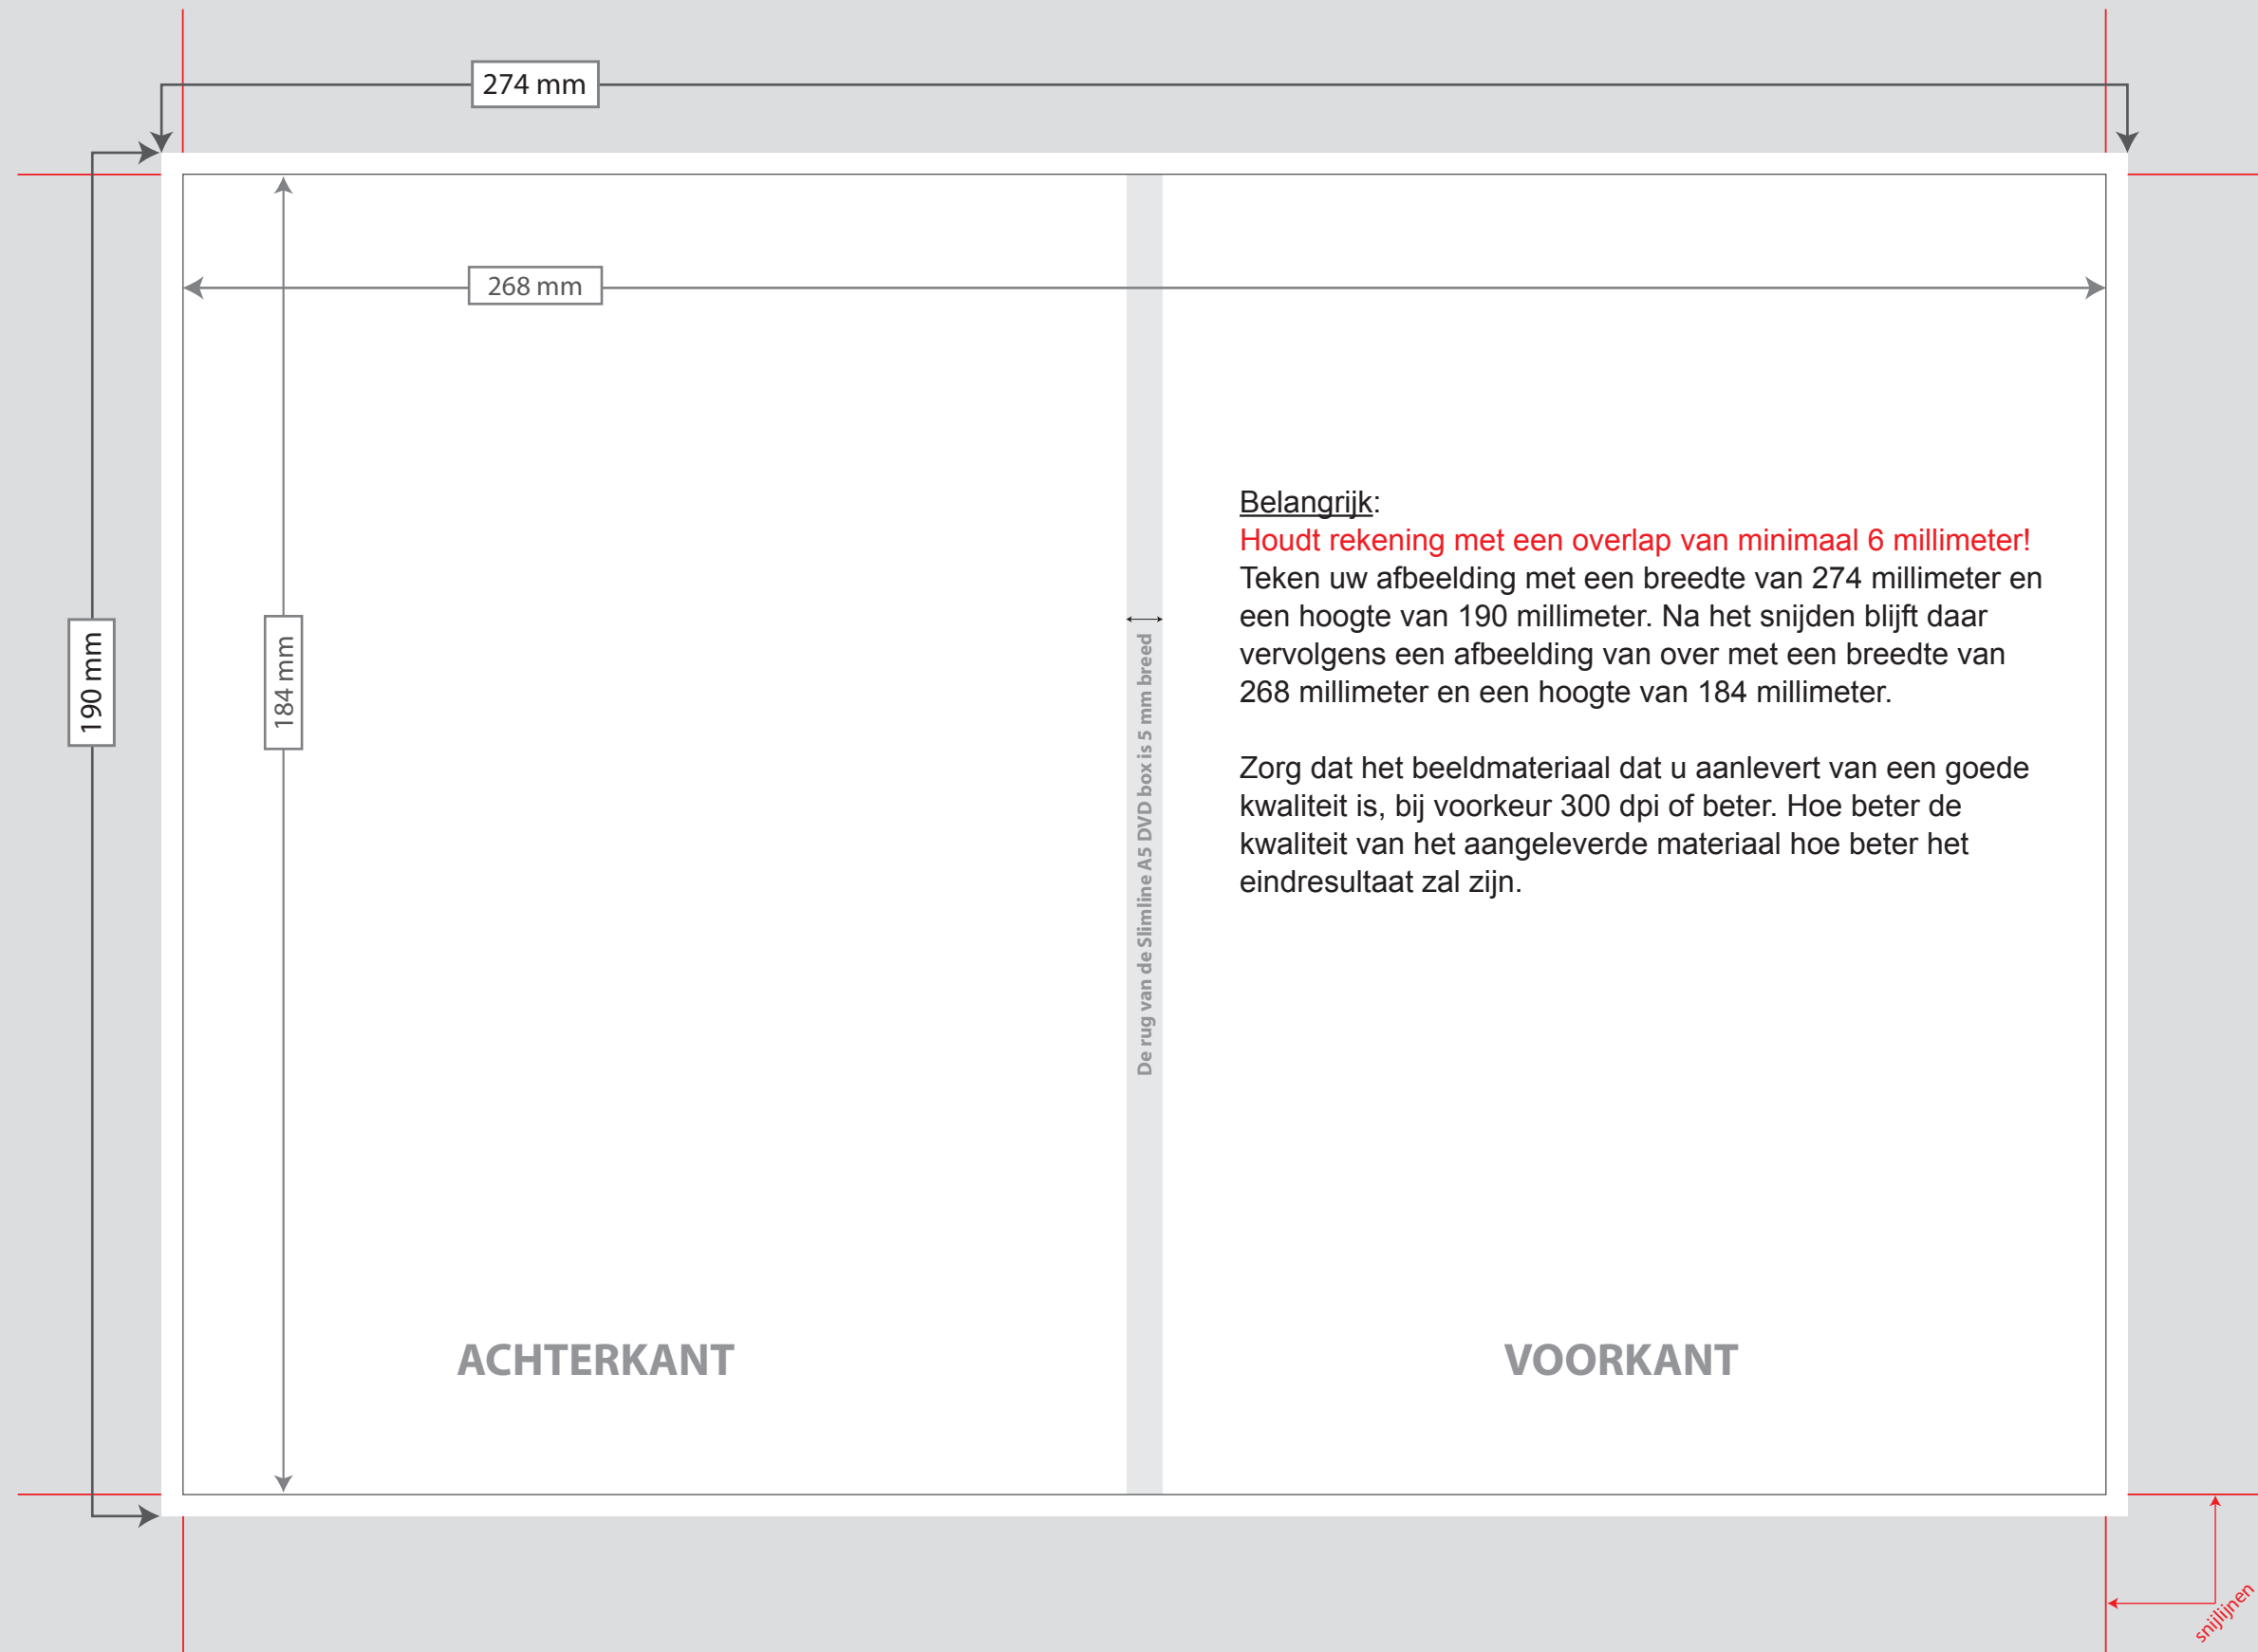 274 mm
268 mm
190 mm
184 mm
De rug van de Slimline A5 DVD box is 5 mm breed
Belangrijk:
Houdt rekening met een overlap van minimaal 6 millimeter!
Teken uw afbeelding met een breedte van 274 millimeter en
een hoogte van 190 millimeter. Na het snijden blijft daar
vervolgens een afbeelding van over met een breedte van
268 millimeter en een hoogte van 184 millimeter.
Zorg dat het beeldmateriaal dat u aanlevert van een goede
kwaliteit is, bij voorkeur 300 dpi of beter. Hoe beter de
kwaliteit van het aangeleverde materiaal hoe beter het
eindresultaat zal zijn.
ACHTERKANT
VOORKANT
snijlijnen